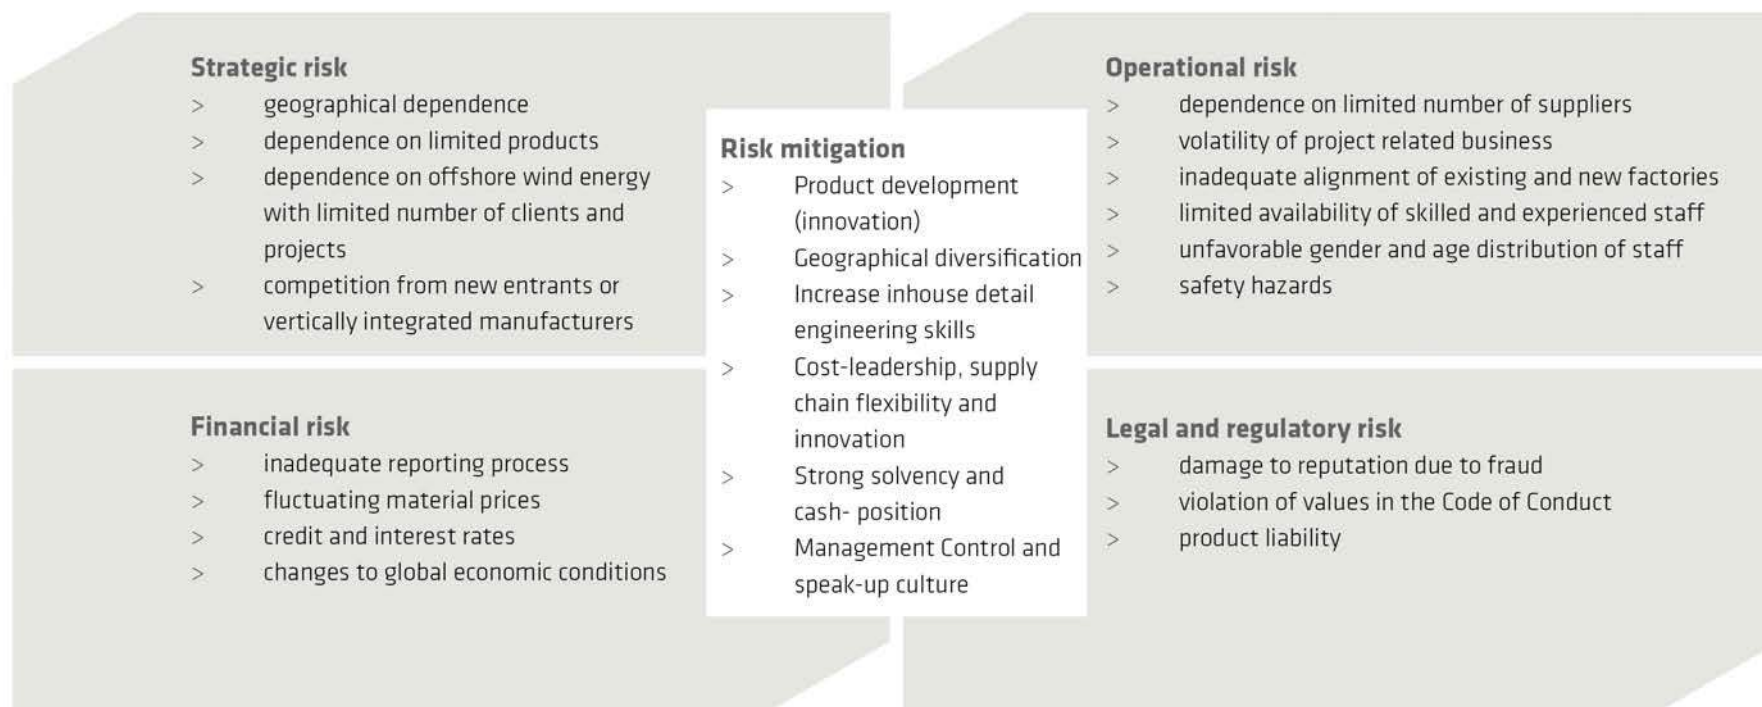 Strategic risk
> geographical dependence
> dependence on limited products
> dependence on offshore wind energy
with limited number of clients and
projects
> competition from new entrants or
vertically integrated manufacturers
Operational risk
> dependence on limited number of suppliers
> volatility of project related business
> inadequate alignment of existing and new factories
> limited availability of skilled and experienced staff
> unfavorable gender and age distribution of staff
> safety hazards
Risk mitigation
> Product development
(innovation)
> Geographical diversification
> Increase inhouse detail
engineering skills
> Cost-leadership, supply
chain flexibility and
innovation
> Strong solvency and
cash- position
> Management Control and
speak-up culture
Financial risk
> inadequate reporting process
> fluctuating material prices
> credit and interest rates
> changes to global economic conditions
Legal and regulatory risk
> damage to reputation due to fraud
> violation of values in the Code of Conduct
> product liability